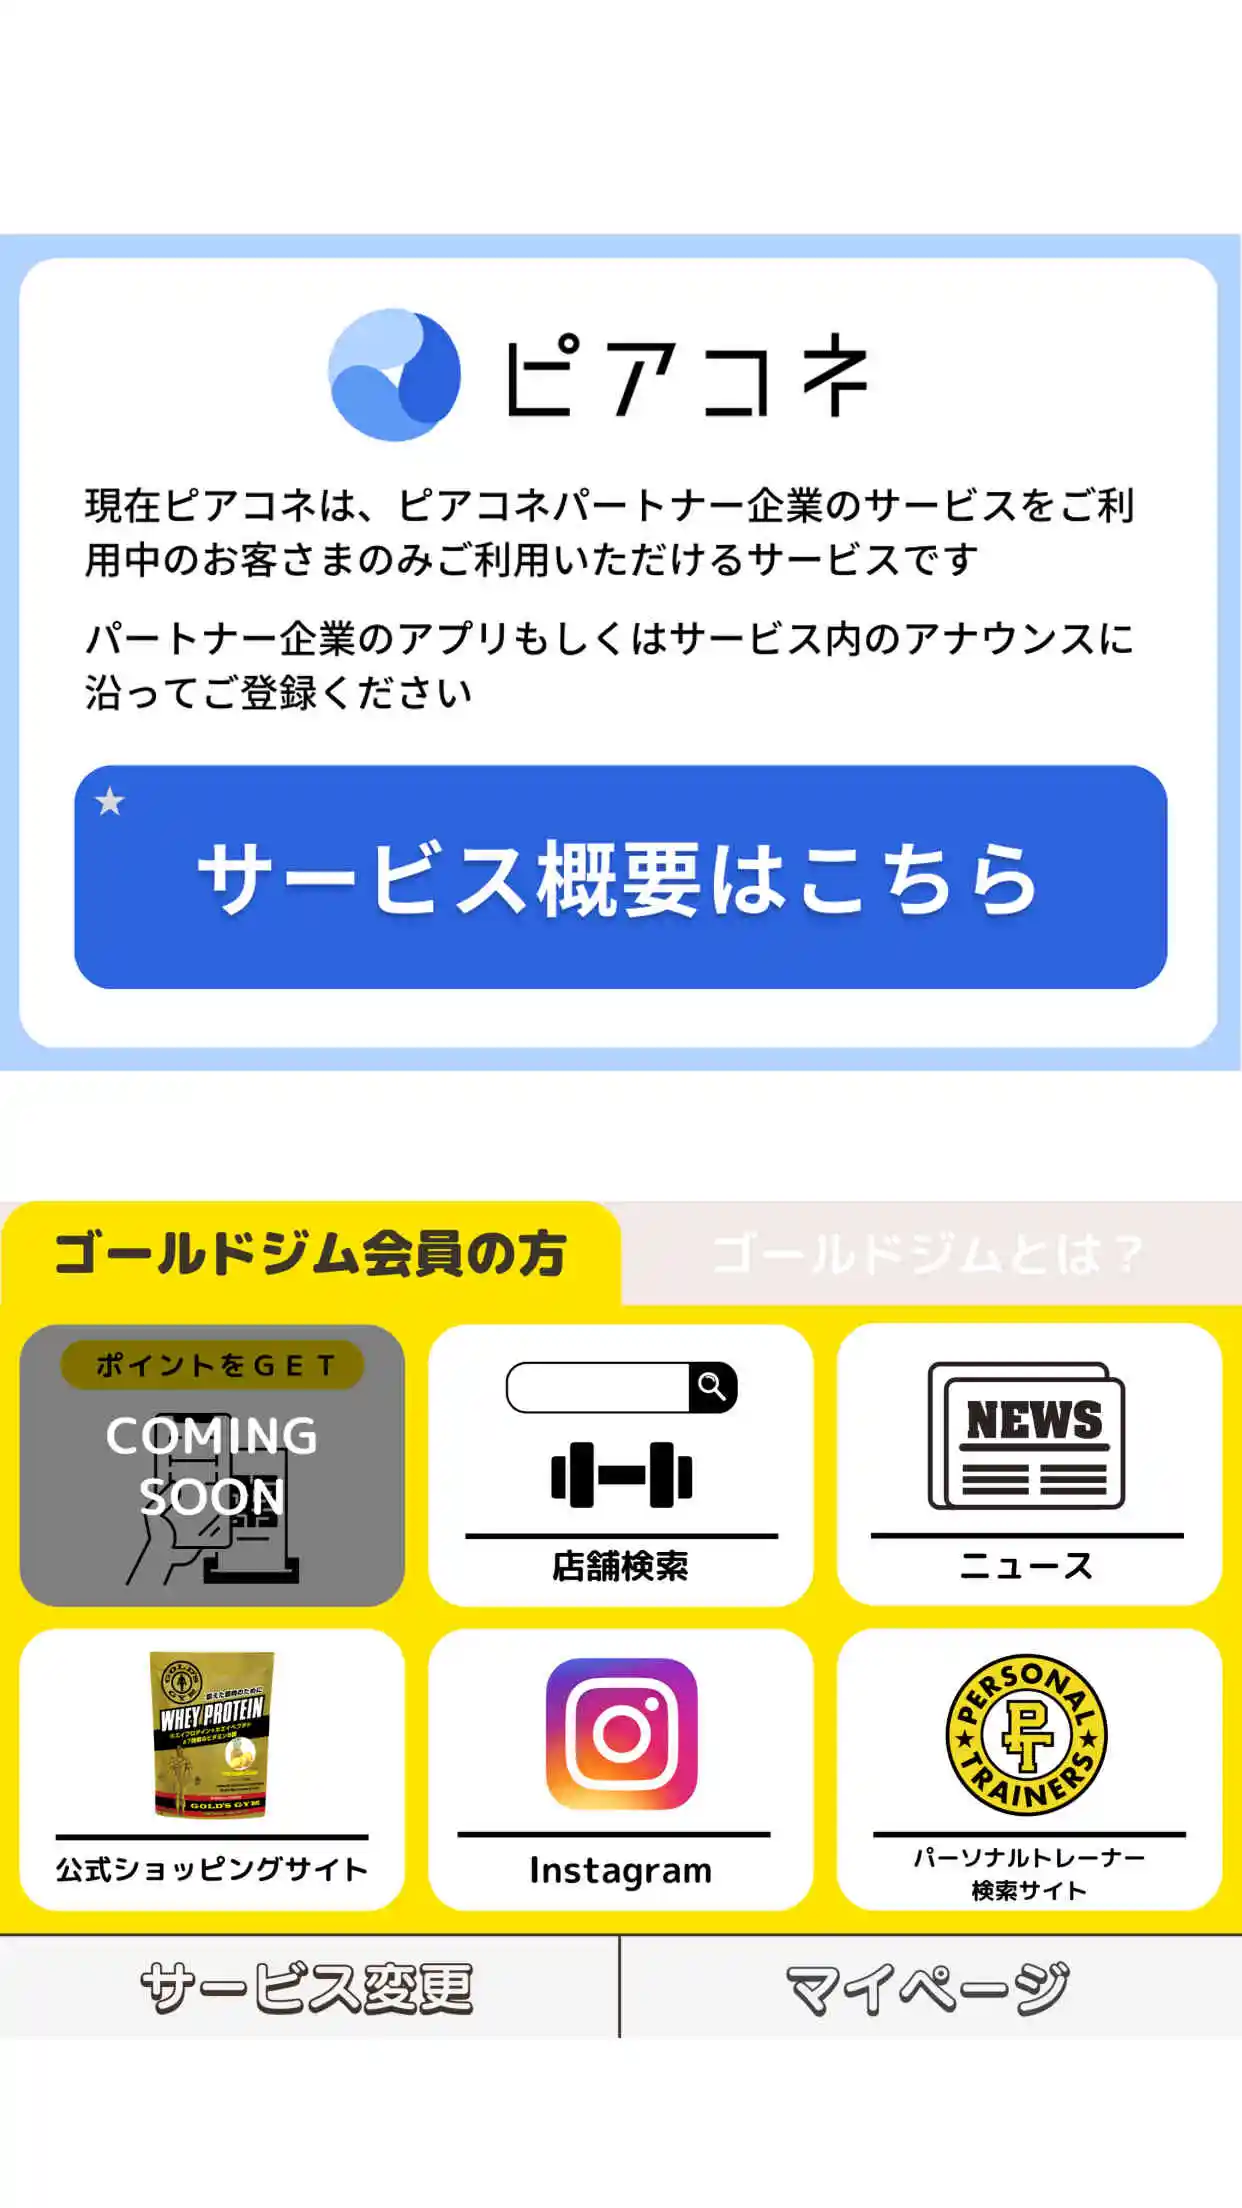 ピアコネ
現在ピアコネは、ピアコネパートナー企業のサービスをご利
用中のお客さまのみご利用いただけるサービスです
パートナー企業のアプリもしくはサービス内のアナウンスに
沿ってご登録ください
サービス概要はこちら
ゴールドジム会員の方
ゴールドジムとは？
ポイントをＧＥＴ
COMING
SOON
店舗検索
NEWS
ニュース
GOLD'S GYM
WHEY PROTEIN
GOLD'S GYM
公式ショッピングサイト
Instagram
PERSONAL
PT
TRAINERS
パーソナルトレーナー
検索サイト
サービス変更
マイページ